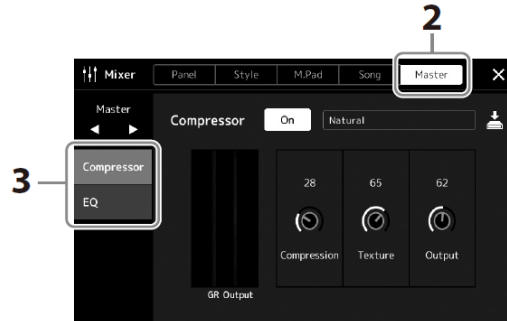 2
Mixer Panel Style M.Pad Song Master
Master
Compressor On Natural
3
Compressor
EQ
28 65 62
Compression Texture Output
GR Output